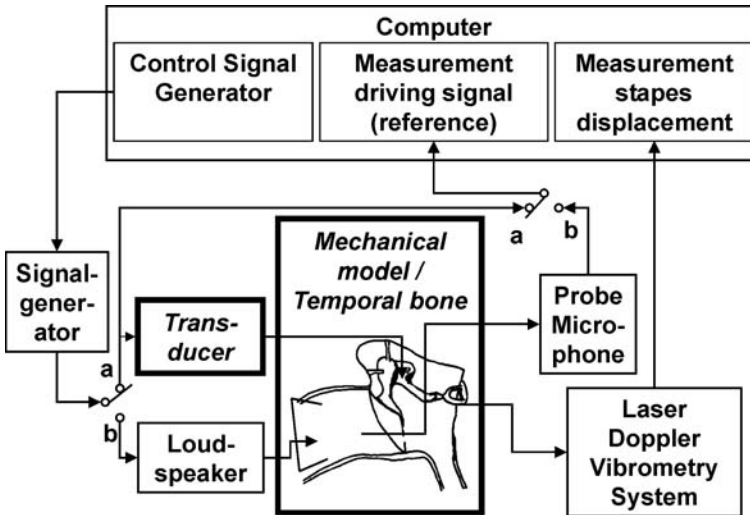 Computer
Control Signal
Generator
Measurement
driving signal
(reference)
Measurement
stapes
displacement
a
b
Mechanical
model /
Temporal bone
Signal-
gener-
ator
Trans-
ducer
Probe
Micro-
phone
a
b
Loud-
speaker
Laser
Doppler
Vibrometry
System